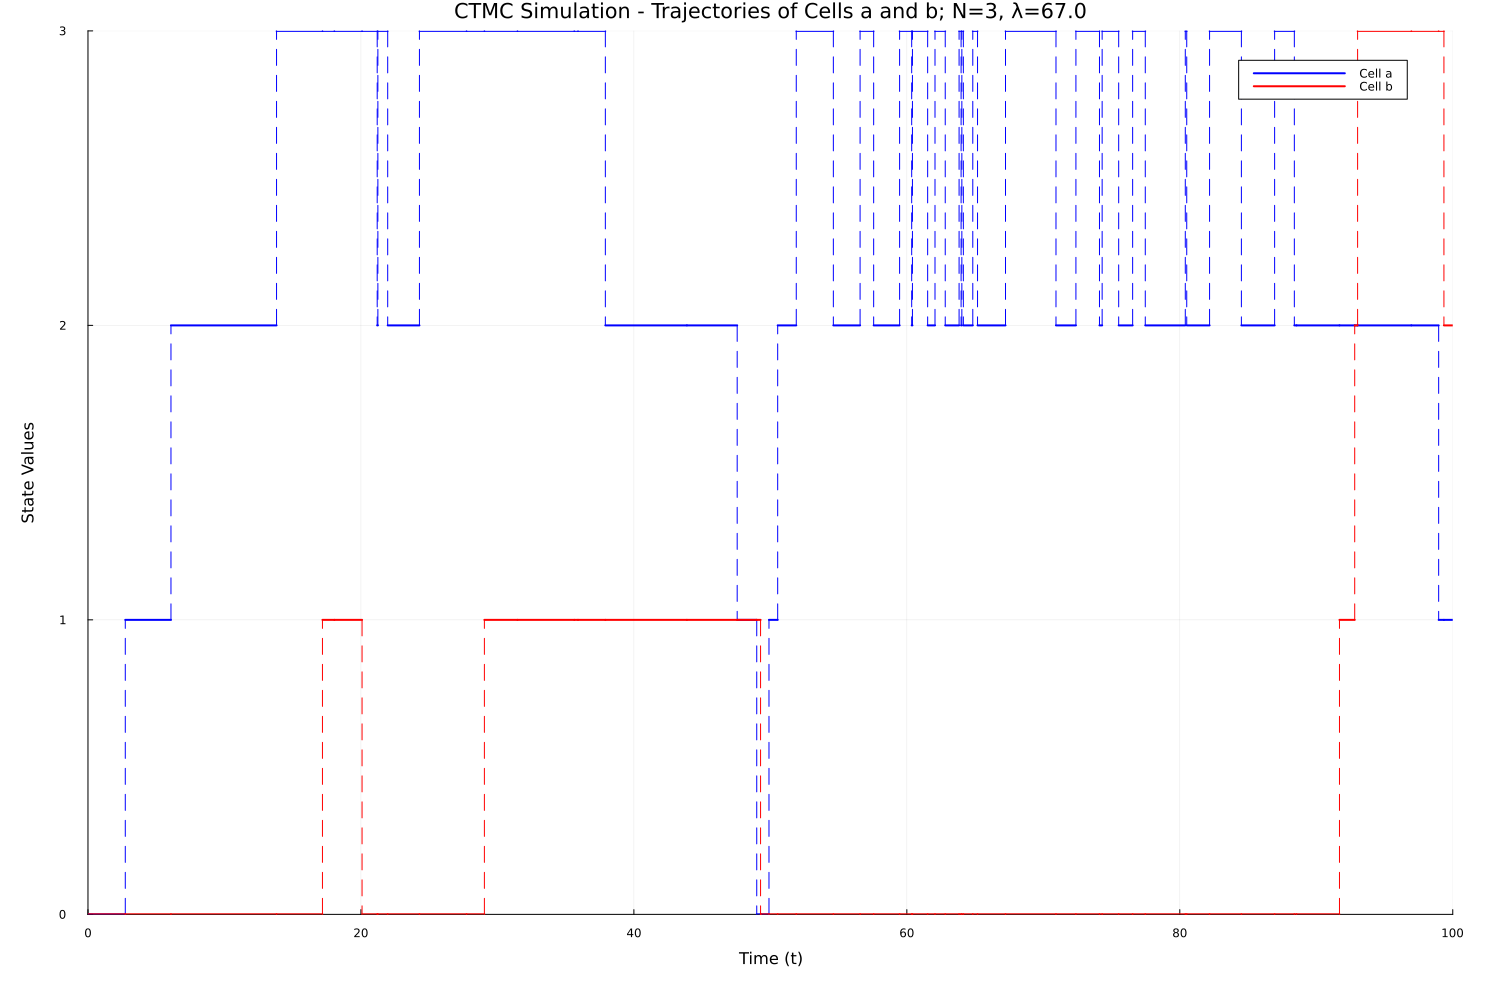 CTMC Simulation - Trajectories of Cells a and b; N=3, λ=67.0
3
Cell a
Cell b
2
State Values
1
0
0 20 40 60 80 100
Time (t)